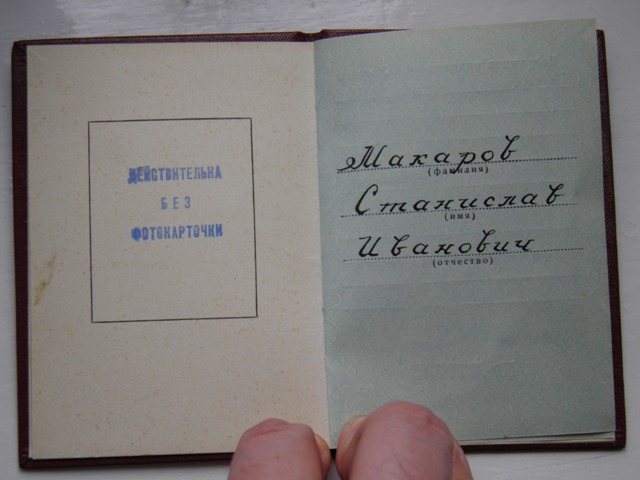 ДЕЙСТВИТЕЛЬНА
БЕЗ
ФОТОКАРТОЧКИ
Макаров
(фамилия)
Станислав
(имя)
Иванович
(отчество)